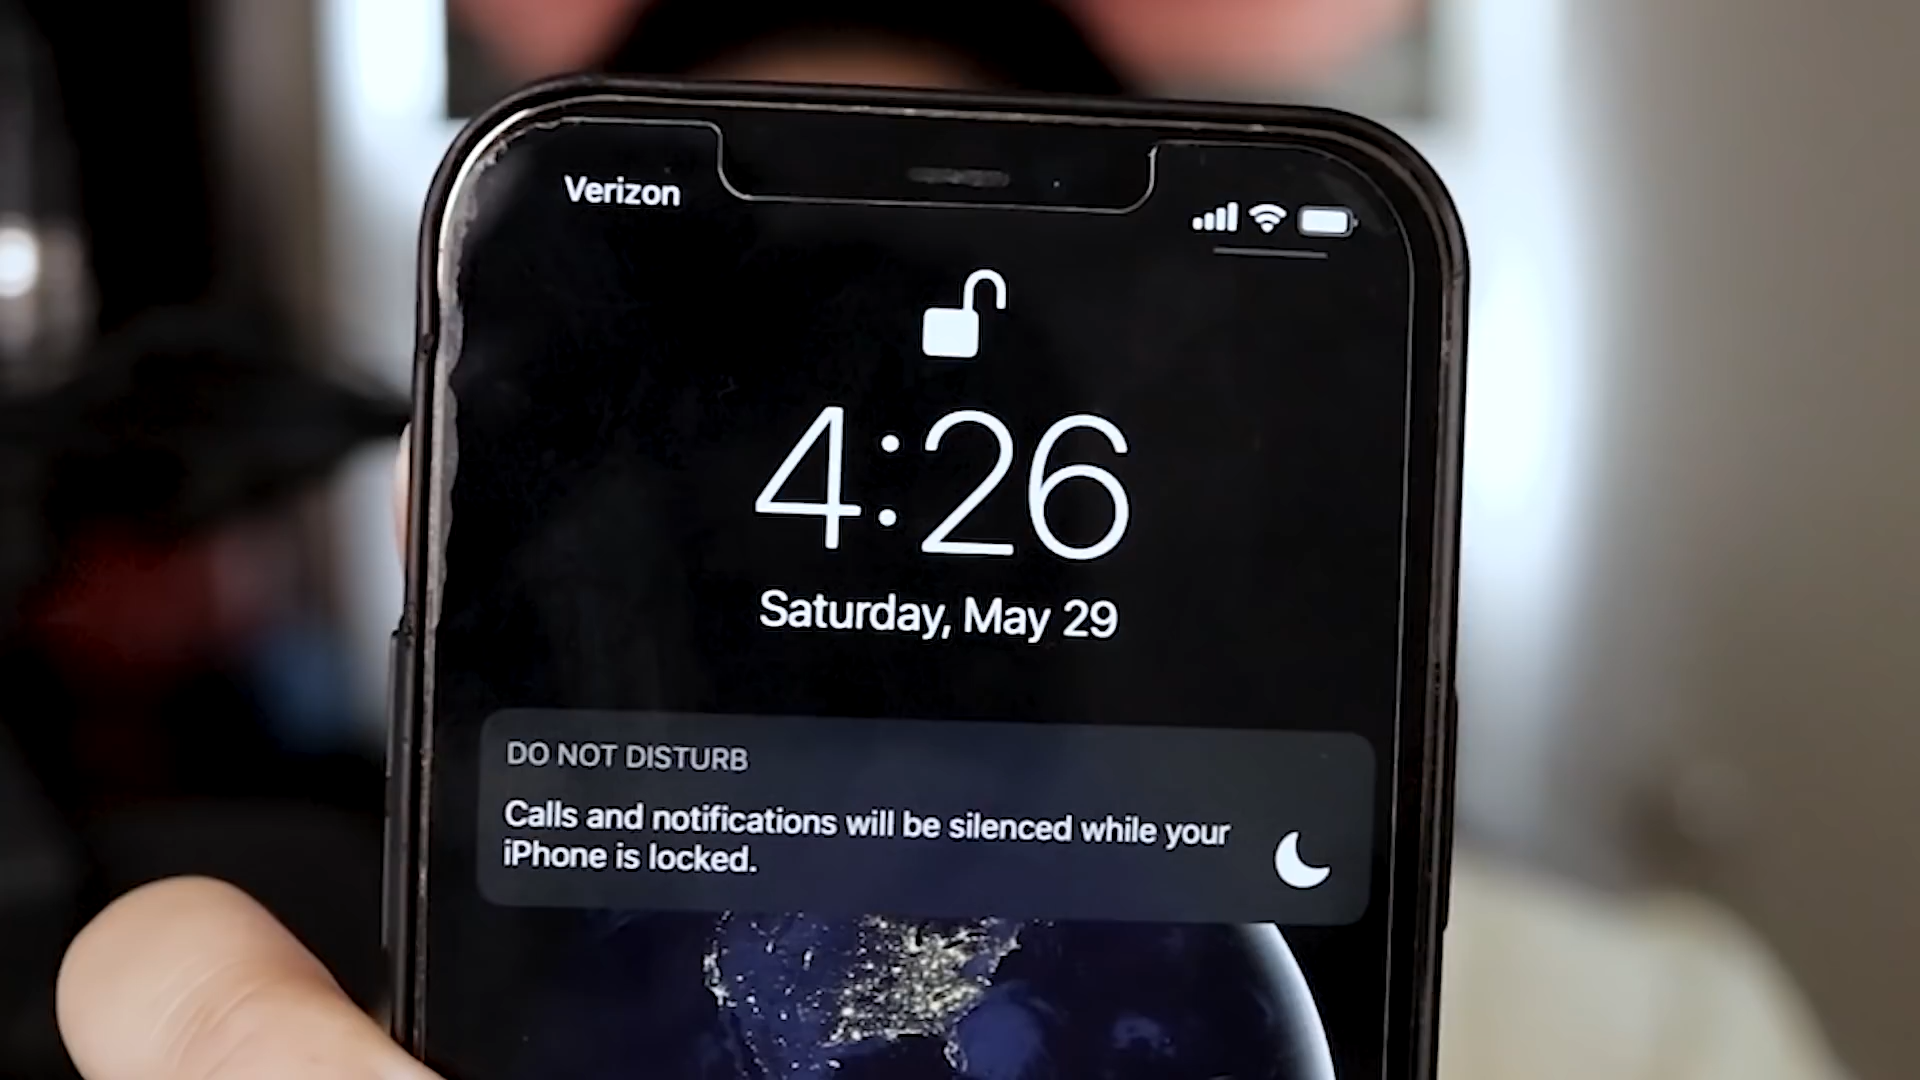 Verizon
4:26
Saturday, May 29
DO NOT DISTURB
Calls and notifications will be silenced while your
iPhone is locked.